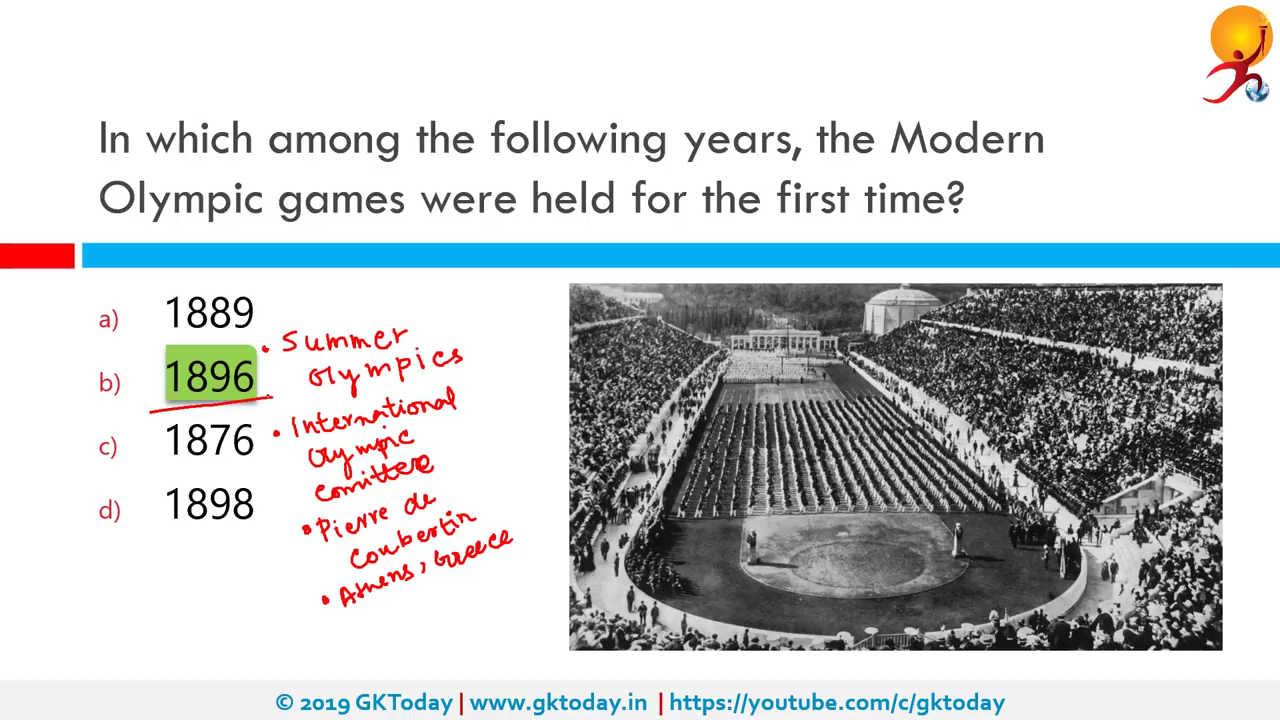 In which among the following years, the Modern
Olympic games were held for the first time?
a) 1889
b) 1896
c) 1876
d) 1898
• Summer
Olympics
• International
Olympic
Comittee
• Pierre de
Coubertin
• Athens, Greece
© 2019 GKToday | www.gktoday.in | https://youtube.com/c/gktoday